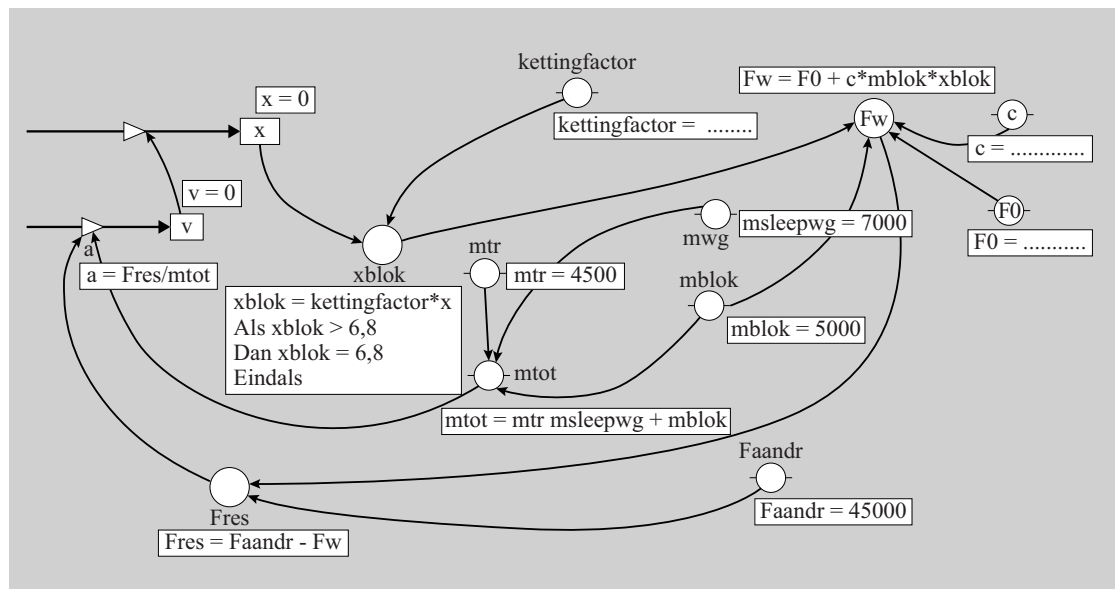 kettingfactor
Fw = F0 + c*mblok*xblok
x = 0
kettingfactor = ........
Fw
c
x
c = .............
v = 0
msleepwg = 7000
F0
v
mwg
F0 = ...........
a
mtr
xblok
a = Fres/mtot
mtr = 4500
mblok
xblok = kettingfactor*x
Als xblok > 6,8
Dan xblok = 6,8
Eindals
mblok = 5000
mtot
mtot = mtr msleepwg + mblok
Faandr
Faandr = 45000
Fres
Fres = Faandr - Fw